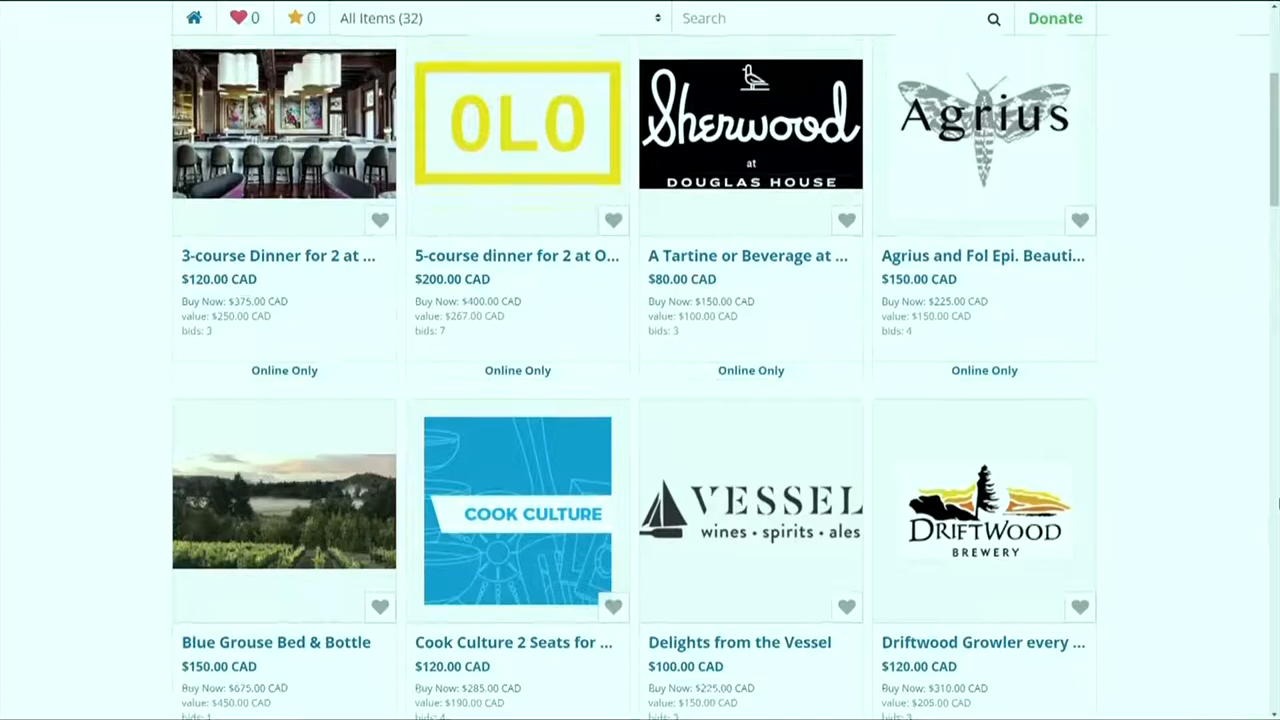 0
0
All Items (32)
Search
Donate
OLO
Sherwood
at
DOUGLAS HOUSE
Agrius
3-course Dinner for 2 at ...
$120.00 CAD
Buy Now: $375.00 CAD
value: $250.00 CAD
bids: 3
Online Only
5-course dinner for 2 at O...
$200.00 CAD
Buy Now: $400.00 CAD
value: $267.00 CAD
bids: 7
Online Only
A Tartine or Beverage at ...
$80.00 CAD
Buy Now: $150.00 CAD
value: $100.00 CAD
bids: 3
Online Only
Agrius and Fol Epi. Beauti...
$150.00 CAD
Buy Now: $225.00 CAD
value: $150.00 CAD
bids: 4
Online Only
COOK CULTURE
VESSEL
wines • spirits • ales
DRIFTWOOD
BREWERY
Blue Grouse Bed & Bottle
$150.00 CAD
Buy Now: $675.00 CAD
value: $450.00 CAD
bids: 1
Cook Culture 2 Seats for ...
$120.00 CAD
Buy Now: $285.00 CAD
value: $190.00 CAD
bids: 4
Delights from the Vessel
$100.00 CAD
Buy Now: $225.00 CAD
value: $150.00 CAD
bids: 3
Driftwood Growler every ...
$120.00 CAD
Buy Now: $310.00 CAD
value: $205.00 CAD
bids: 3